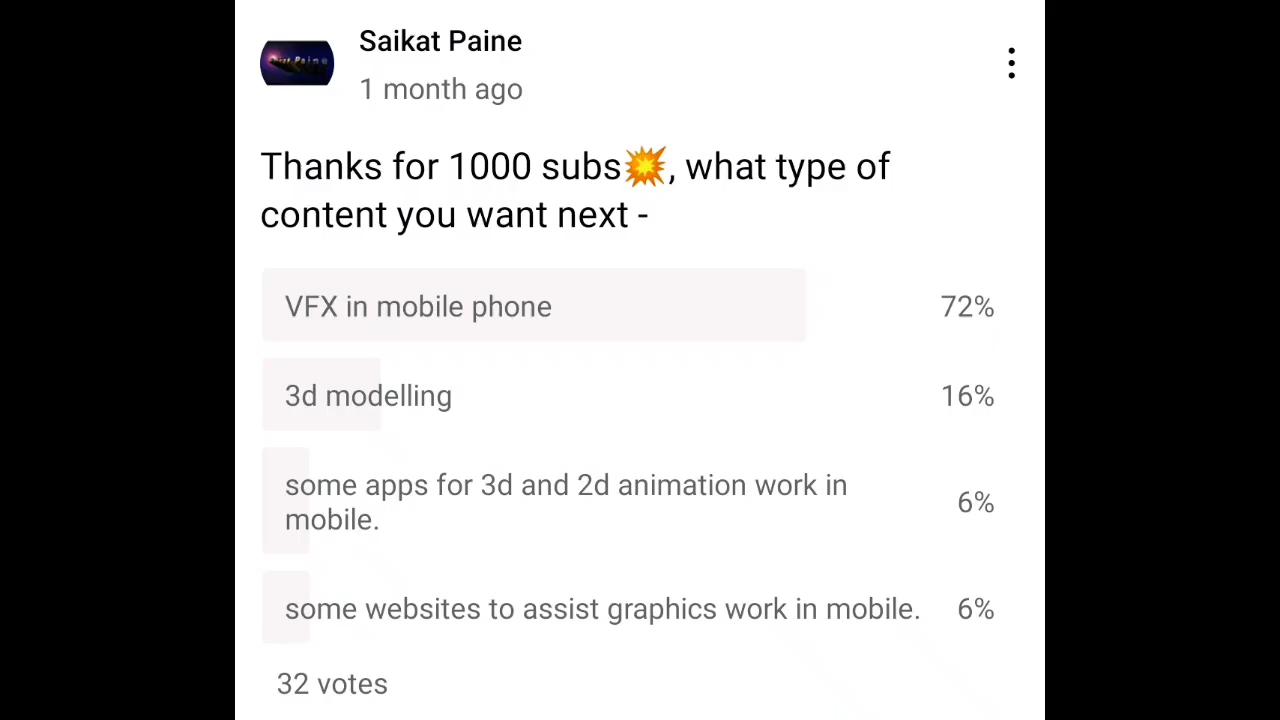 Saikat Paine
1 month ago
Thanks for 1000 subs💥, what type of
content you want next -
VFX in mobile phone 72%
3d modelling 16%
some apps for 3d and 2d animation work in
mobile.
6%
some websites to assist graphics work in mobile. 6%
32 votes